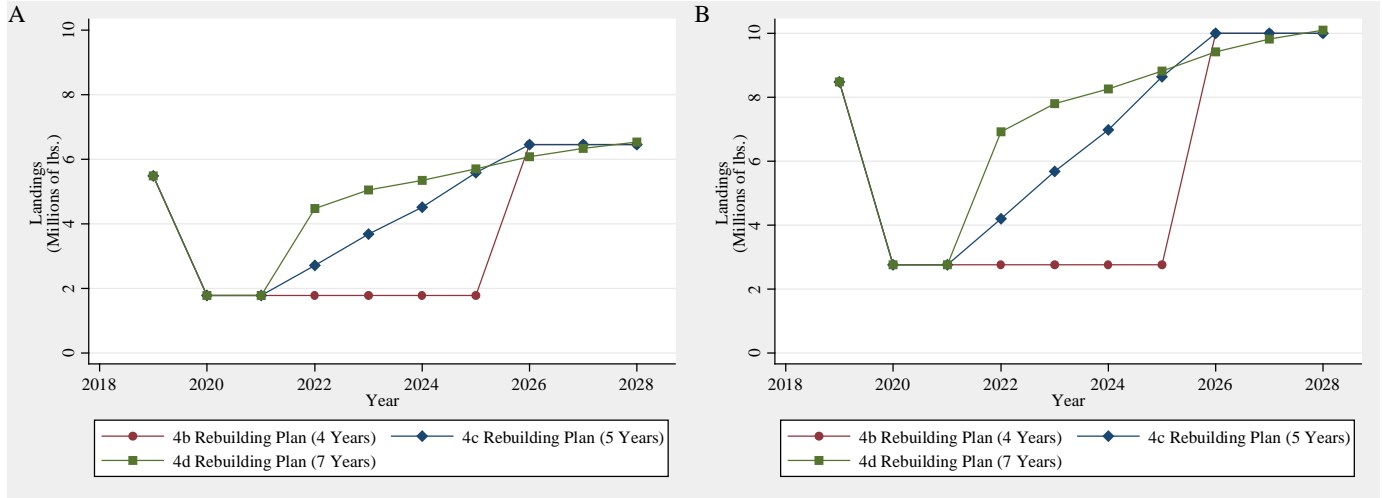 A
10
8
6
4
2
0
Landings
(Millions of lbs.)
2018 2020 2022 2024 2026 2028
Year
4b Rebuilding Plan (4 Years) 4c Rebuilding Plan (5 Years)
4d Rebuilding Plan (7 Years)
B
10
8
6
4
2
0
Landings
(Millions of lbs.)
2018 2020 2022 2024 2026 2028
Year
4b Rebuilding Plan (4 Years) 4c Rebuilding Plan (5 Years)
4d Rebuilding Plan (7 Years)